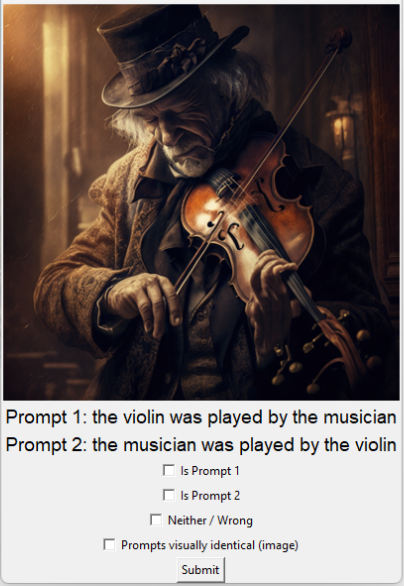 Prompt 1: the violin was played by the musician
Prompt 2: the musician was played by the violin
Is Prompt 1
Is Prompt 2
Neither / Wrong
Prompts visually identical (image)
Submit